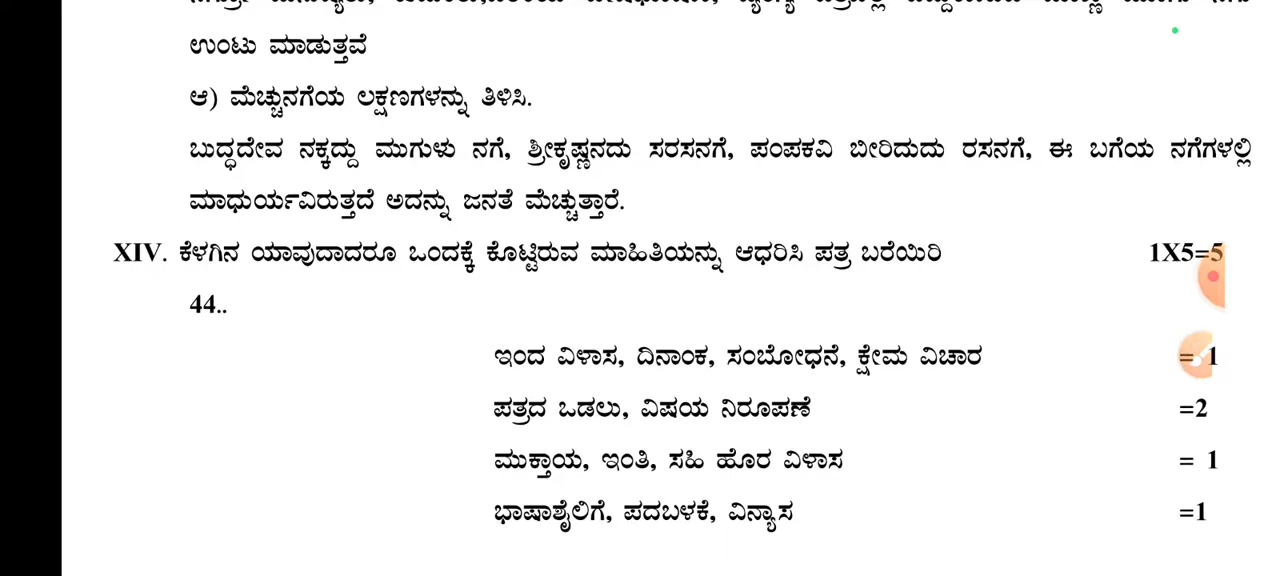 ಉಂಟು ಮಾಡುತ್ತವೆ
ಆ) ಮೆಚ್ಚುನಗೆಯ ಲಕ್ಷಣಗಳನ್ನು ತಿಳಿಸಿ.
ಬುದ್ಧದೇವ ನಕ್ಕದ್ದು ಮುಗುಳು ನಗೆ, ಶ್ರೀಕೃಷ್ಣನದು ಸರಸನಗೆ, ಪಂಪಕವಿ ಬೀರಿದುದು ರಸನಗೆ, ಈ ಬಗೆಯ ನಗೆಗಳಲ್ಲಿ
ಮಾಧುರ್ಯವಿರುತ್ತದೆ ಅದನ್ನು ಜನತೆ ಮೆಚ್ಚುತ್ತಾರೆ.
XIV. ಕೆಳಗಿನ ಯಾವುದಾದರೂ ಒಂದಕ್ಕೆ ಕೊಟ್ಟಿರುವ ಮಾಹಿತಿಯನ್ನು ಆಧರಿಸಿ ಪತ್ರ ಬರೆಯಿರಿ 1X5=5
44..
ಇಂದ ವಿಳಾಸ, ದಿನಾಂಕ, ಸಂಬೋಧನೆ, ಕ್ಷೇಮ ವಿಚಾರ = 1
ಪತ್ರದ ಒಡಲು, ವಿಷಯ ನಿರೂಪಣೆ =2
ಮುಕ್ತಾಯ, ಇಂತಿ, ಸಹಿ ಹೊರ ವಿಳಾಸ = 1
ಭಾಷಾಶೈಲಿಗೆ, ಪದಬಳಕೆ, ವಿನ್ಯಾಸ =1